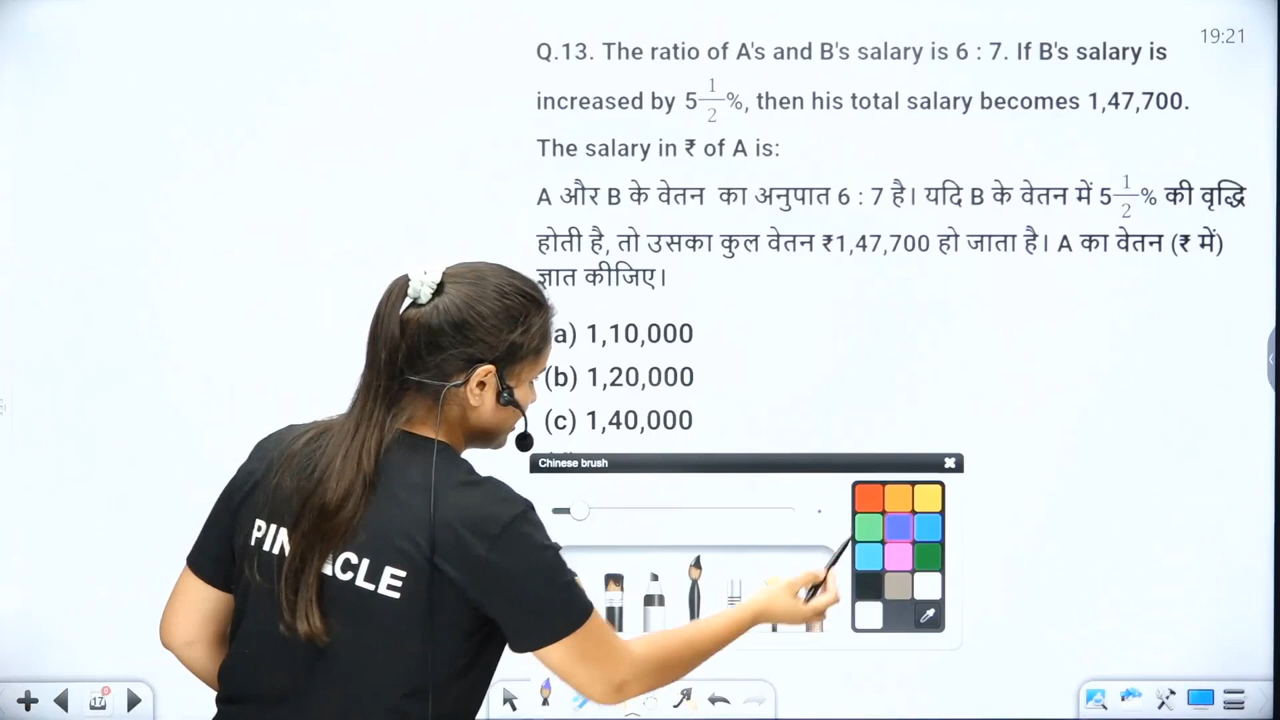 19:21
Q.13. The ratio of A's and B's salary is 6 : 7. If B's salary is
increased by 5 1/2 %, then his total salary becomes 1,47,700.
The salary in ₹ of A is:
A और B के वेतन का अनुपात 6 : 7 है। यदि B के वेतन में 5 1/2 % की वृद्धि
होती है, तो उसका कुल वेतन ₹1,47,700 हो जाता है। A का वेतन (₹ में)
ज्ञात कीजिए।
a) 1,10,000
(b) 1,20,000
(c) 1,40,000
Chinese brush
PINNACLE
17